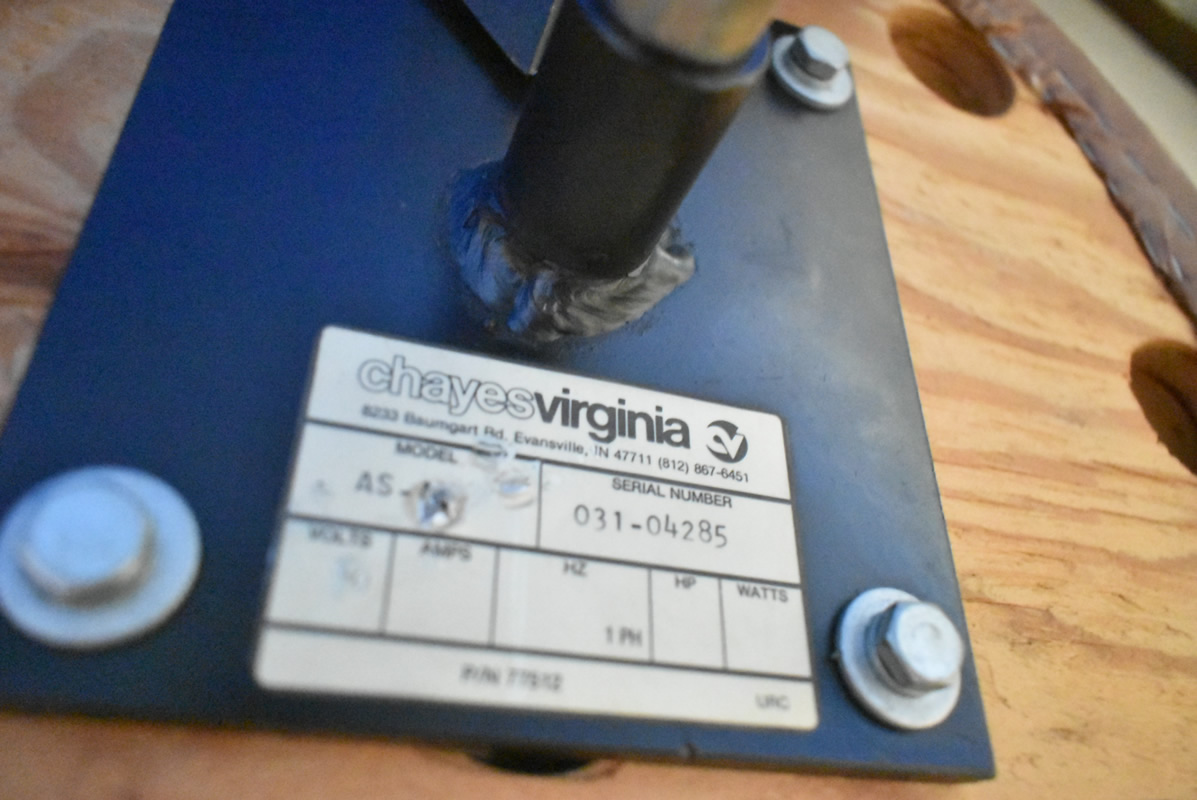 chayesvirginia
8233 Baumgart Rd. Evansville, IN 47711 (812) 867-6451
MODEL
AS-
SERIAL NUMBER
031-04285
VOLTS AMPS HZ HP WATTS
1 PH
P/N 77512